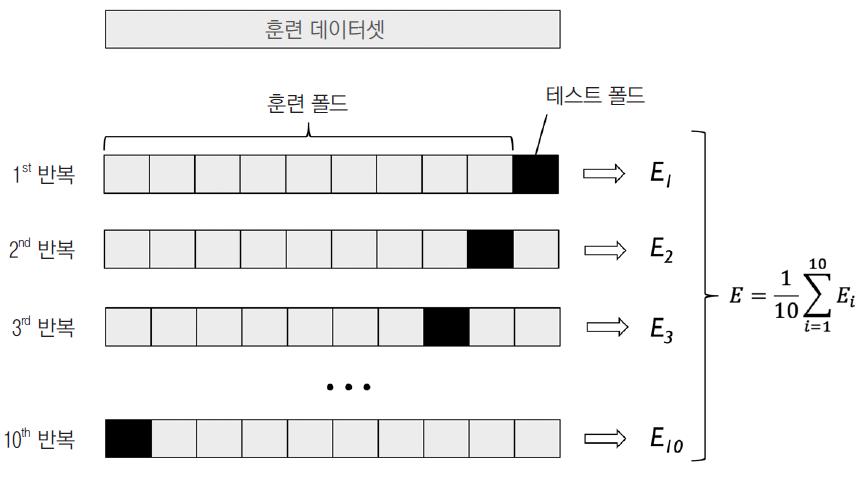 훈련 데이터셋
훈련 폴드
테스트 폴드
1st 반복
E1
2nd 반복
E2
3rd 반복
E3
E = 1/10 ∑ i=1 10 Ei
...
10th 반복
E10